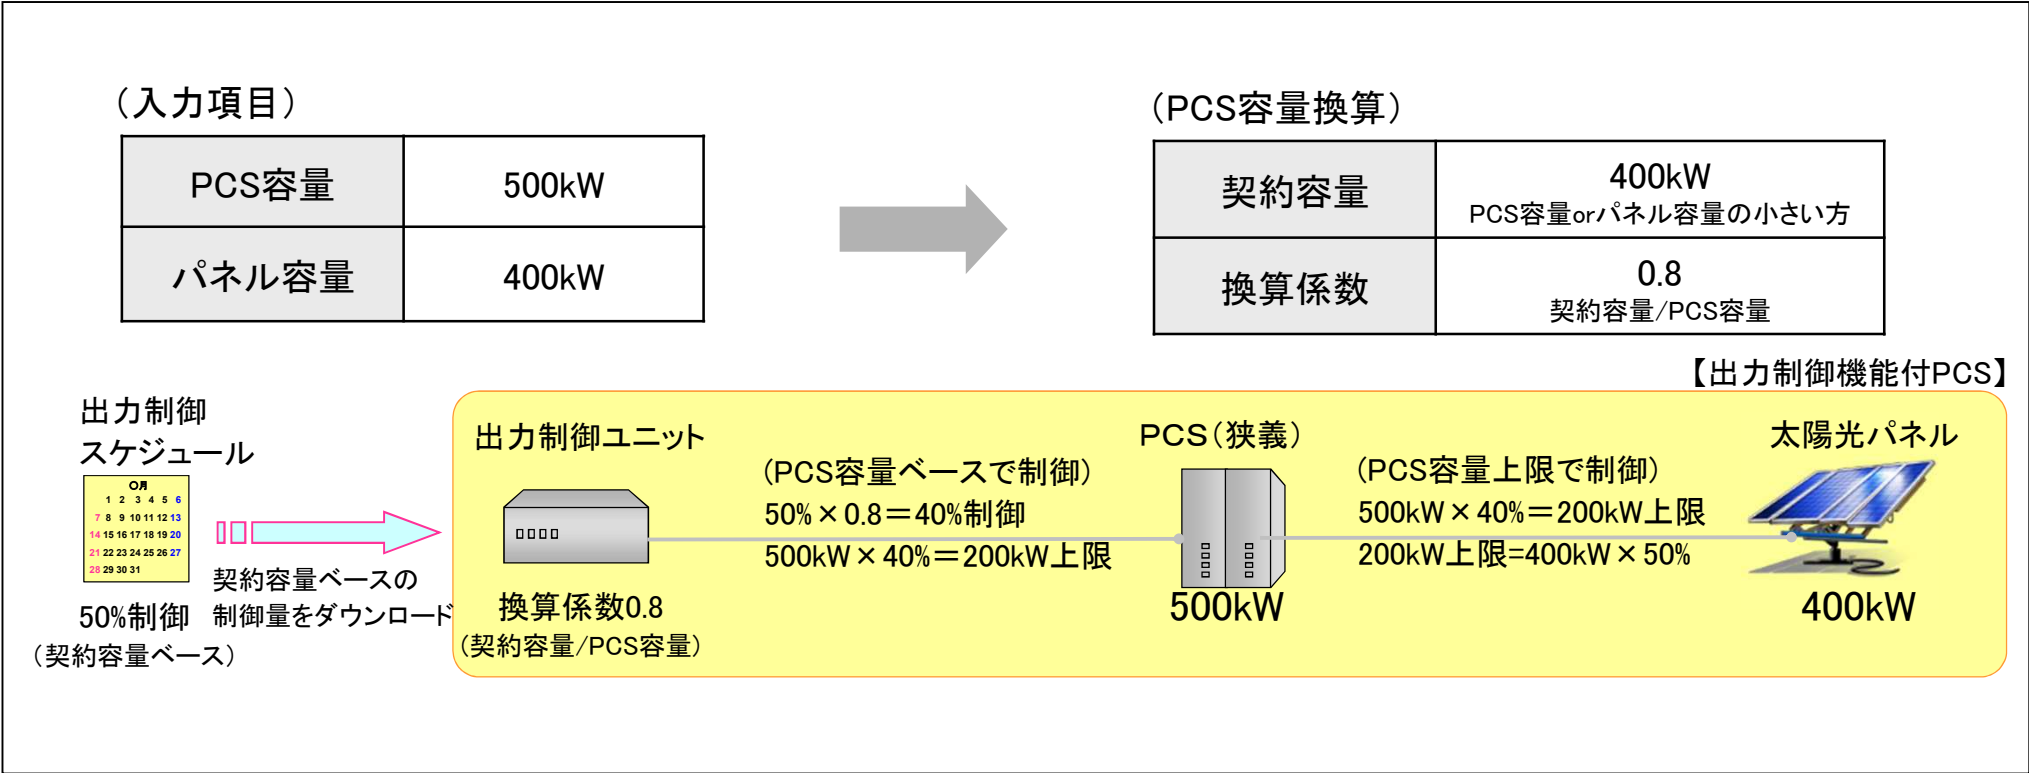 （入力項目）
PCS容量 500kW
パネル容量 400kW
（PCS容量換算）
契約容量 400kW
PCS容量orパネル容量の小さい方
換算係数 0.8
契約容量/PCS容量
【出力制御機能付PCS】
出力制御
スケジュール
〇月
1 2 3 4 5 6
7 8 9 10 11 12 13
14 15 16 17 18 19 20
21 22 23 24 25 26 27
28 29 30 31
50%制御
（契約容量ベース）
契約容量ベースの
制御量をダウンロード
出力制御ユニット
換算係数0.8
（契約容量/PCS容量）
（PCS容量ベースで制御）
50%×0.8＝40%制御
500kW×40%＝200kW上限
PCS（狭義）
500kW
（PCS容量上限で制御）
500kW×40%＝200kW上限
200kW上限=400kW×50%
太陽光パネル
400kW